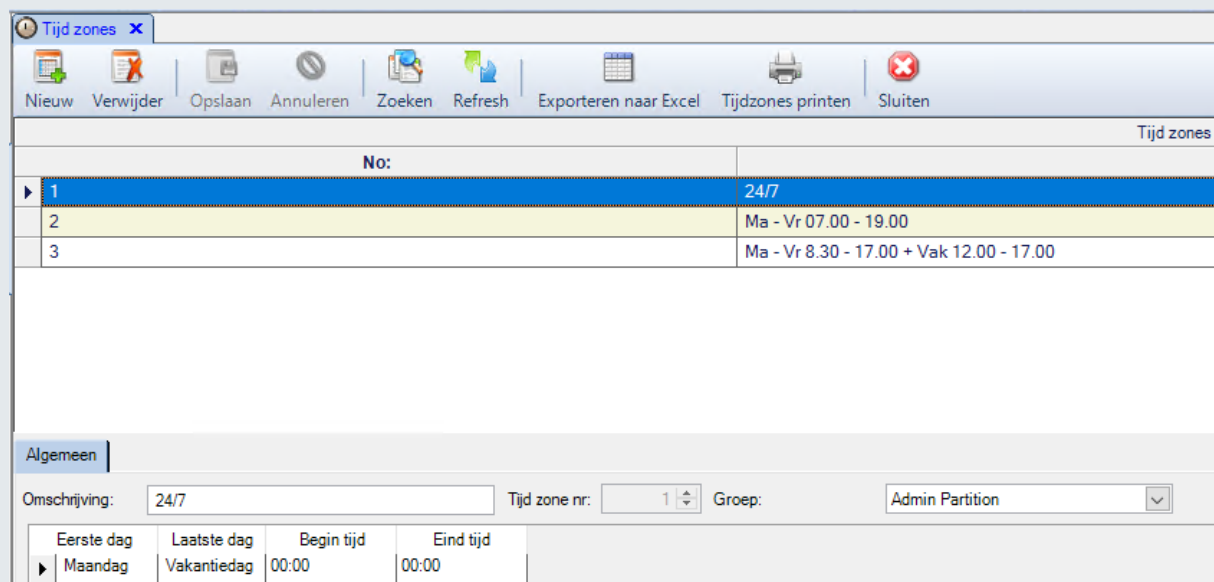 Tijd zones
Nieuw Verwijder Opslaan Annuleren Zoeken Refresh Exporteren naar Excel Tijdzones printen Sluiten
Tijd zones
No:
1 24/7
2 Ma - Vr 07.00 - 19.00
3 Ma - Vr 8.30 - 17.00 + Vak 12.00 - 17.00
Algemeen
Omschrijving: 24/7 Tijd zone nr: 1 Groep: Admin Partition
Eerste dag Laatste dag Begin tijd Eind tijd
Maandag Vakantiedag 00:00 00:00